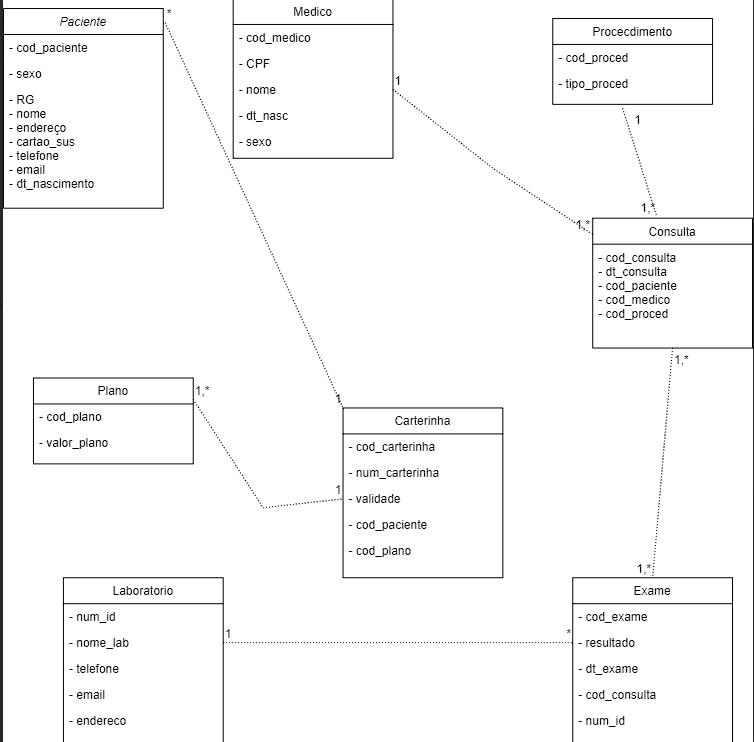 Paciente
- cod_paciente
- sexo
- RG
- nome
- endereço
- cartao_sus
- telefone
- email
- dt_nascimento
*
Medico
- cod_medico
- CPF
- nome
- dt_nasc
- sexo
1
Procecdimento
- cod_proced
- tipo_proced
1
1,*
1,*
Consulta
- cod_consulta
- dt_consulta
- cod_paciente
- cod_medico
- cod_proced
1,*
Plano
- cod_plano
- valor_plano
1,*
1
Carterinha
- cod_carterinha
- num_carterinha
- validade
- cod_paciente
- cod_plano
1
Laboratorio
- num_id
- nome_lab
- telefone
- email
- endereco
1
*
1,*
Exame
- cod_exame
- resultado
- dt_exame
- cod_consulta
- num_id